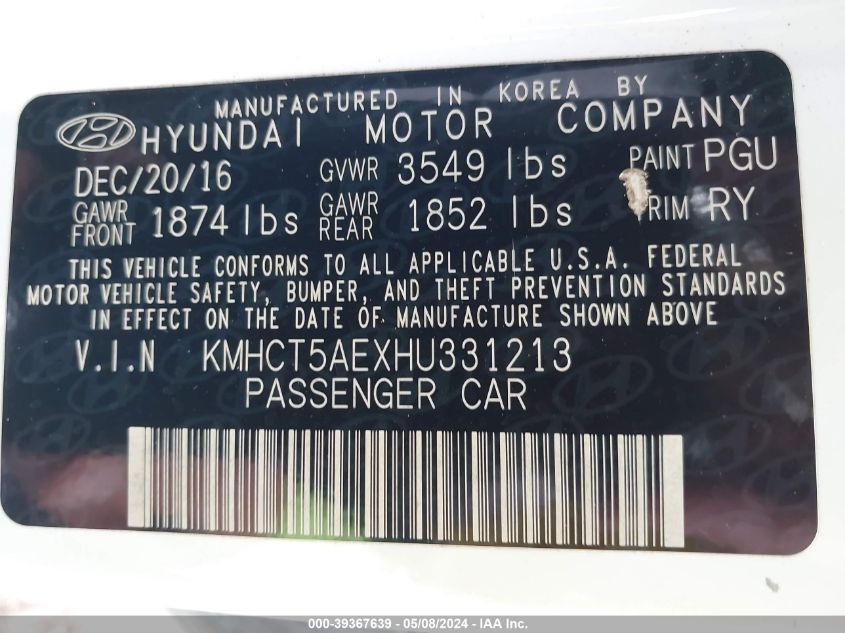 MANUFACTURED IN KOREA BY
HYUNDAI MOTOR COMPANY
DEC/20/16 GVWR 3549 lbs PAINT PGU
GAWR FRONT 1874 lbs GAWR REAR 1852 lbs TRIM RY
THIS VEHICLE CONFORMS TO ALL APPLICABLE U.S.A. FEDERAL
MOTOR VEHICLE SAFETY, BUMPER, AND THEFT PREVENTION STANDARDS
IN EFFECT ON THE DATE OF MANUFACTURE SHOWN ABOVE
V.I.N KMHCT5AEXHU331213
PASSENGER CAR
000-39367639 - 05/08/2024 - IAA Inc.